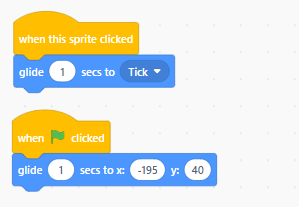 when this sprite clicked
glide 1 secs to Tick
when clicked
glide 1 secs to x: -195 y: 40